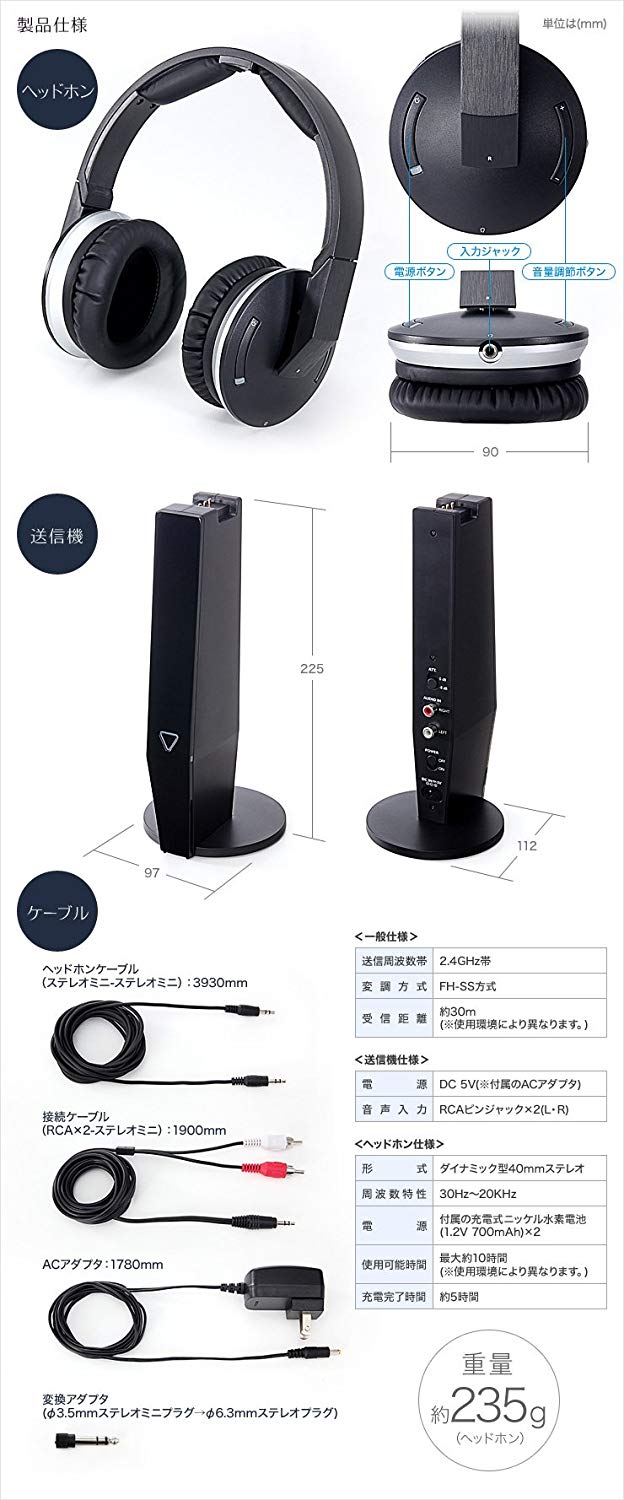 製品仕様
単位は(mm)
ヘッドホン
R
入力ジャック
電源ボタン
音量調節ボタン
90
送信機
225
ATT.
0 dB
-8 dB
AUDIO IN
RIGHT
LEFT
POWER
OFF
ON
97
112
ケーブル
ヘッドホンケーブル
(ステレオミニ-ステレオミニ)：3930mm
接続ケーブル
(RCA×2-ステレオミニ)：1900mm
ACアダプタ：1780mm
変換アダプタ
(φ3.5mmステレオミニプラグ→φ6.3mmステレオプラグ)
＜一般仕様＞
送信周波数帯 2.4GHz帯
変調方式 FH-SS方式
受信距離 約30m
(※使用環境により異なります。)
＜送信機仕様＞
電源 DC 5V(※付属のACアダプタ)
音声入力 RCAピンジャック×2(L・R)
＜ヘッドホン仕様＞
形式 ダイナミック型40mmステレオ
周波数特性 30Hz～20KHz
電源 付属の充電式ニッケル水素電池
(1.2V 700mAh)×2
使用可能時間 最大約10時間
(※使用環境により異なります。)
充電完了時間 約5時間
重量
約235g
(ヘッドホン)